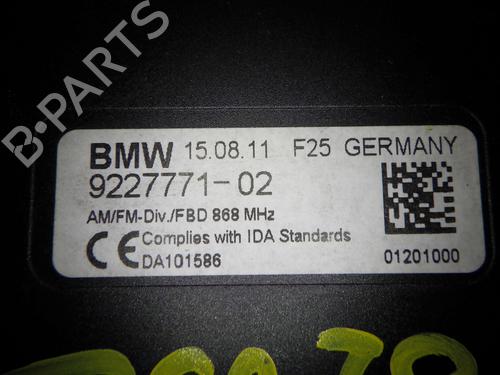 B-PARTS
BMW 15.08.11 F25 GERMANY
9227771-02
AM/FM-Div./FBD 868 MHz
CE Complies with IDA Standards
DA101586
01201000